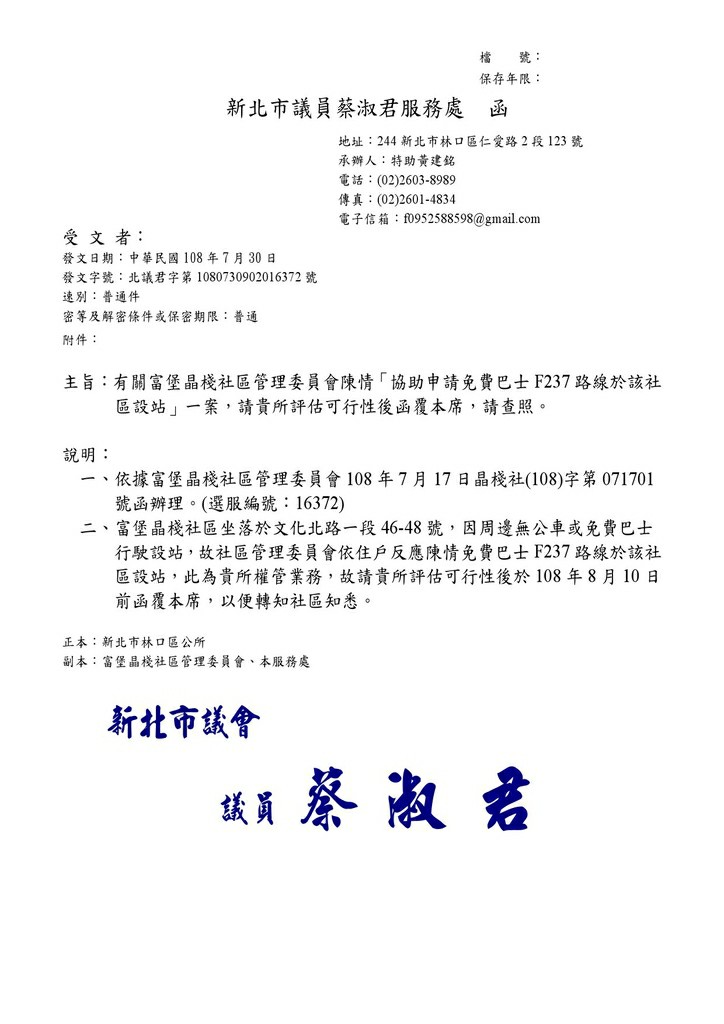 檔　　號：
保存年限：
新北市議員蔡淑君服務處　函
地址：244 新北市林口區仁愛路 2 段 123 號
承辦人：特助黃建銘
電話：(02)2603-8989
傳真：(02)2601-4834
電子信箱：f0952588598@gmail.com
受 文 者：
發文日期：中華民國 108 年 7 月 30 日
發文字號：北議君字第 1080730902016372 號
速別：普通件
密等及解密條件或保密期限：普通
附件：
主旨：有關富堡晶棧社區管理委員會陳情「協助申請免費巴士 F237 路線於該社
區設站」一案，請貴所評估可行性後函覆本席，請查照。
說明：
一、依據富堡晶棧社區管理委員會 108 年 7 月 17 日晶棧社(108)字第 071701
號函辦理。(選服編號：16372)
二、富堡晶棧社區坐落於文化北路一段 46-48 號，因周邊無公車或免費巴士
行駛設站，故社區管理委員會依住戶反應陳情免費巴士 F237 路線於該社
區設站，此為貴所權管業務，故請貴所評估可行性後於 108 年 8 月 10 日
前函覆本席，以便轉知社區知悉。
正本：新北市林口區公所
副本：富堡晶棧社區管理委員會、本服務處
新北市議會
議員 蔡 淑 君